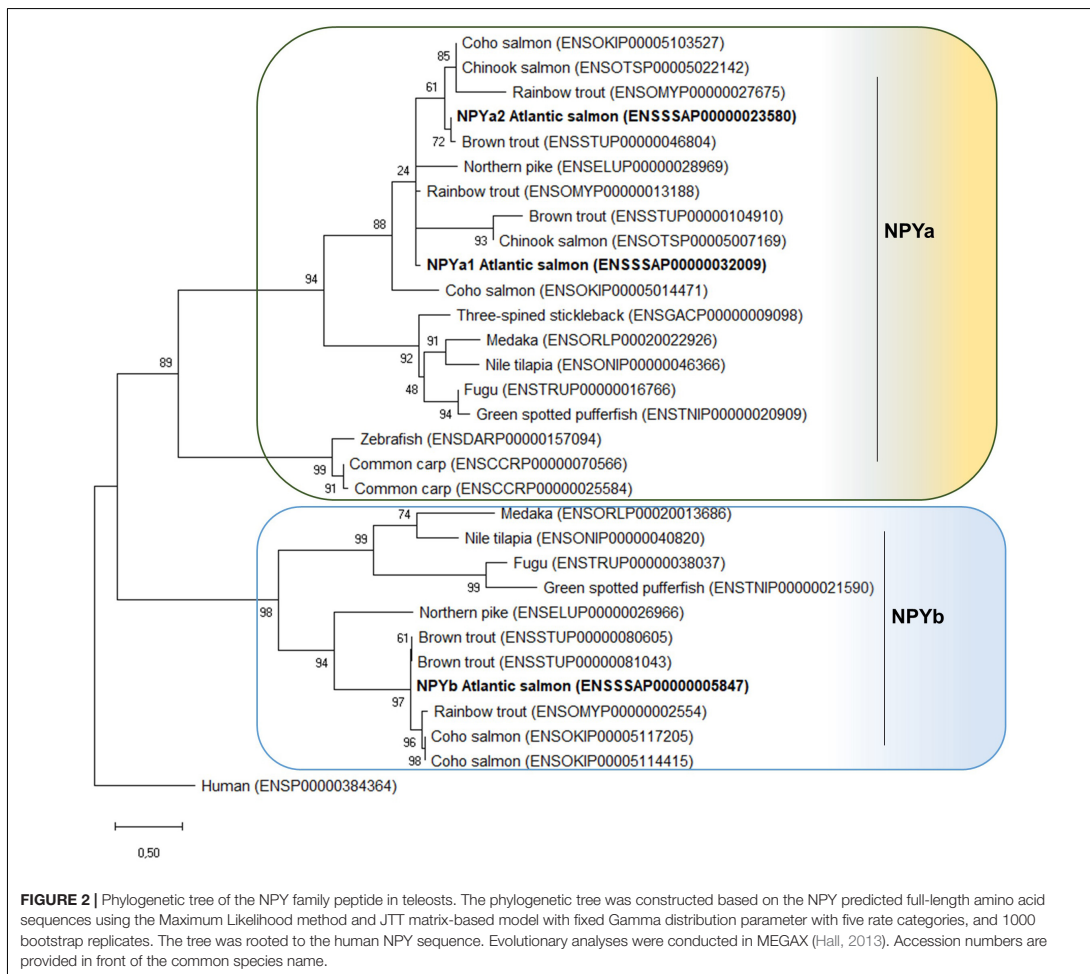 Coho salmon (ENSOKIP00005103527)
85
Chinook salmon (ENSOTSP00005022142)
61
Rainbow trout (ENSOMYP00000027675)
NPYa2 Atlantic salmon (ENSSSAP00000023580)
72
Brown trout (ENSSTUP00000046804)
24
Northern pike (ENSELUP00000028969)
Rainbow trout (ENSOMYP00000013188)
88
Brown trout (ENSSTUP00000104910)
NPYa
93
Chinook salmon (ENSOTSP00005007169)
NPYa1 Atlantic salmon (ENSSSAP00000032009)
94
Coho salmon (ENSOKIP00005014471)
Three-spined stickleback (ENSGACP00000009098)
91
Medaka (ENSORLP00020022926)
92
Nile tilapia (ENSONIP00000046366)
89
48
Fugu (ENSTRUP00000016766)
94
Green spotted pufferfish (ENSTNIP00000020909)
Zebrafish (ENSDARP00000157094)
99
Common carp (ENSCCRP00000070566)
91
Common carp (ENSCCRP00000025584)
74
Medaka (ENSORLP00020013686)
99
Nile tilapia (ENSONIP00000040820)
Fugu (ENSTRUP00000038037)
99
Green spotted pufferfish (ENSTNIP00000021590)
98
Northern pike (ENSELUP00000026966)
NPYb
61
Brown trout (ENSSTUP00000080605)
94
Brown trout (ENSSTUP00000081043)
NPYb Atlantic salmon (ENSSSAP00000005847)
97
Rainbow trout (ENSOMYP00000002554)
96
Coho salmon (ENSOKIP00005117205)
98
Coho salmon (ENSOKIP00005114415)
Human (ENSP00000384364)
0,50
FIGURE 2 | Phylogenetic tree of the NPY family peptide in teleosts. The phylogenetic tree was constructed based on the NPY predicted full-length amino acid
sequences using the Maximum Likelihood method and JTT matrix-based model with fixed Gamma distribution parameter with five rate categories, and 1000
bootstrap replicates. The tree was rooted to the human NPY sequence. Evolutionary analyses were conducted in MEGAX (Hall, 2013). Accession numbers are
provided in front of the common species name.